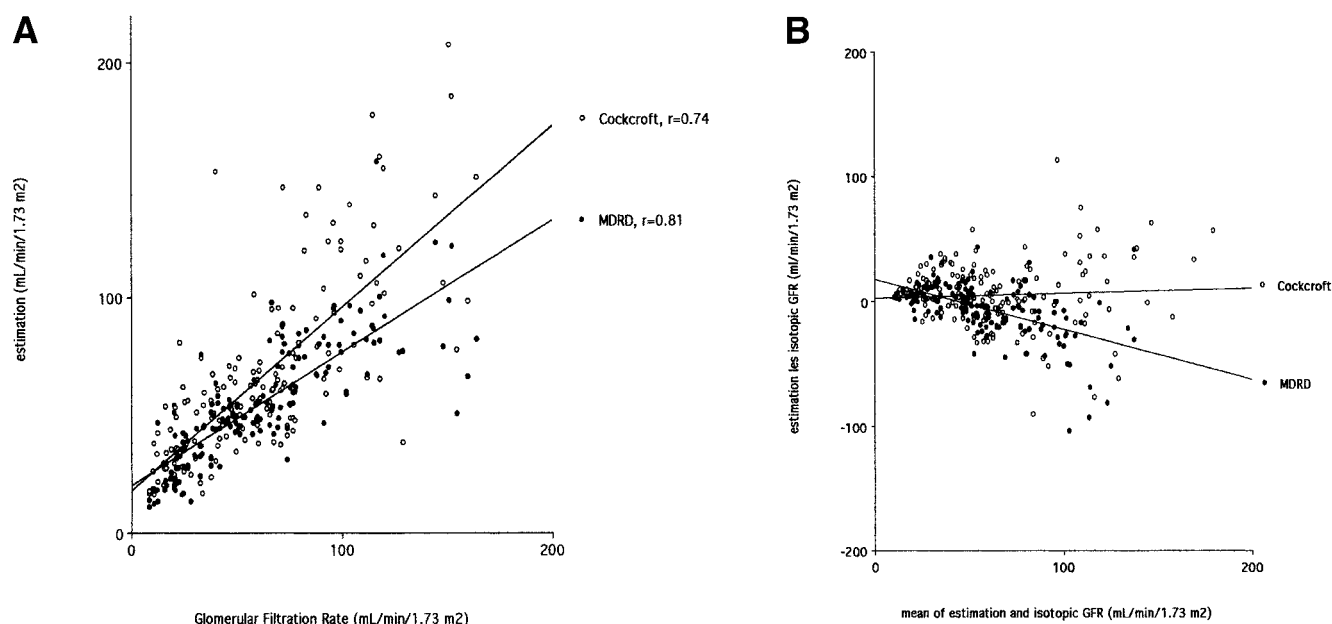 A
200
Cockcroft, r=0.74
MDRD, r=0.81
estimation (mL/min/1.73 m2)
100
0
0 100 200
Glomerular Filtration Rate (mL/min/1.73 m2)
B
200
100
estimation les isotopic GFR (ml/min/1.73 m2)
0
Cockcroft
MDRD
-100
-200
0 100 200
mean of estimation and isotopic GFR (mL/min/1.73 m2)